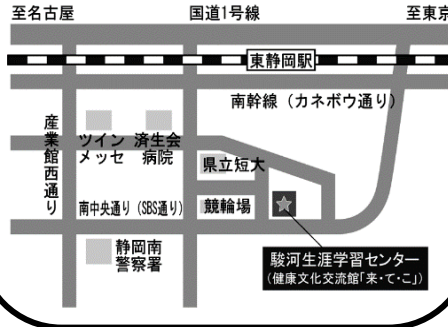 至名古屋
国道1号線
至東京
東静岡駅
南幹線（カネボウ通り）
産業館西通り
ツイン
メッセ
済生会
病院
県立短大
南中央通り（SBS通り）
競輪場
静岡南
警察署
駿河生涯学習センター
（健康文化交流館「来・て・こ」）